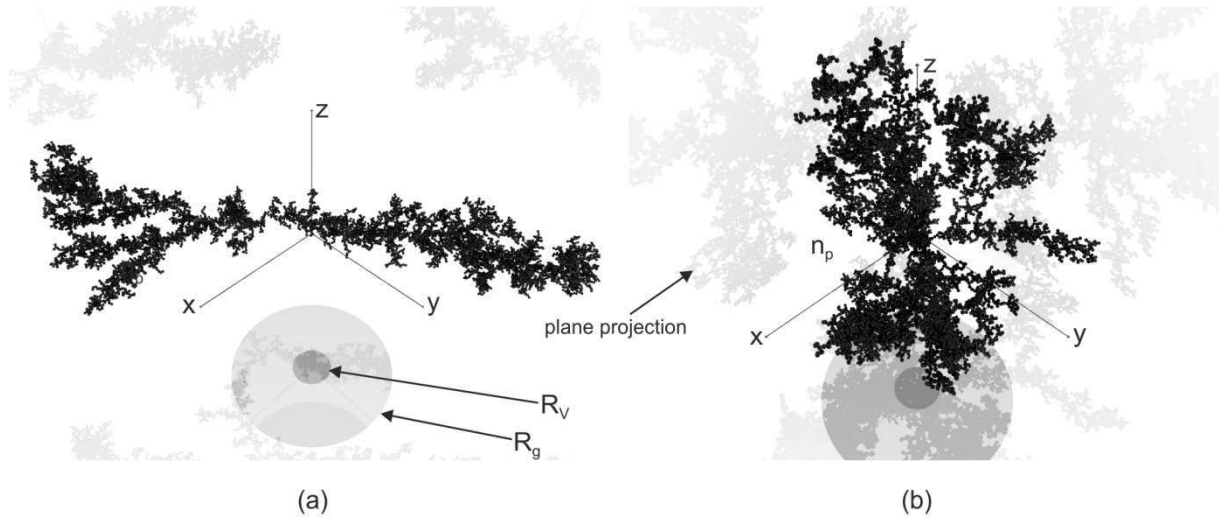 z
x
y
R_V
R_g
(a)
z
n_p
plane projection
x
y
(b)